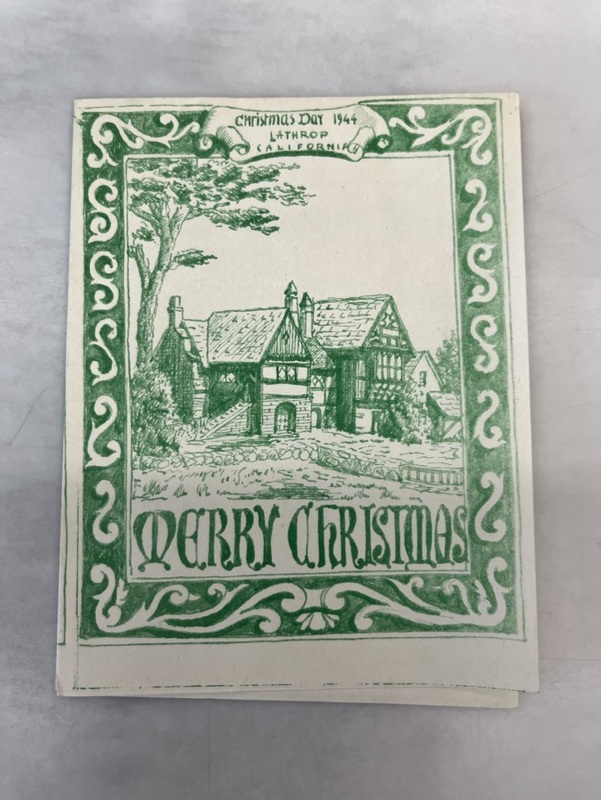 Christmas Day 1944
LATHROP
CALIFORNIA
MERRY ChRISTMAS